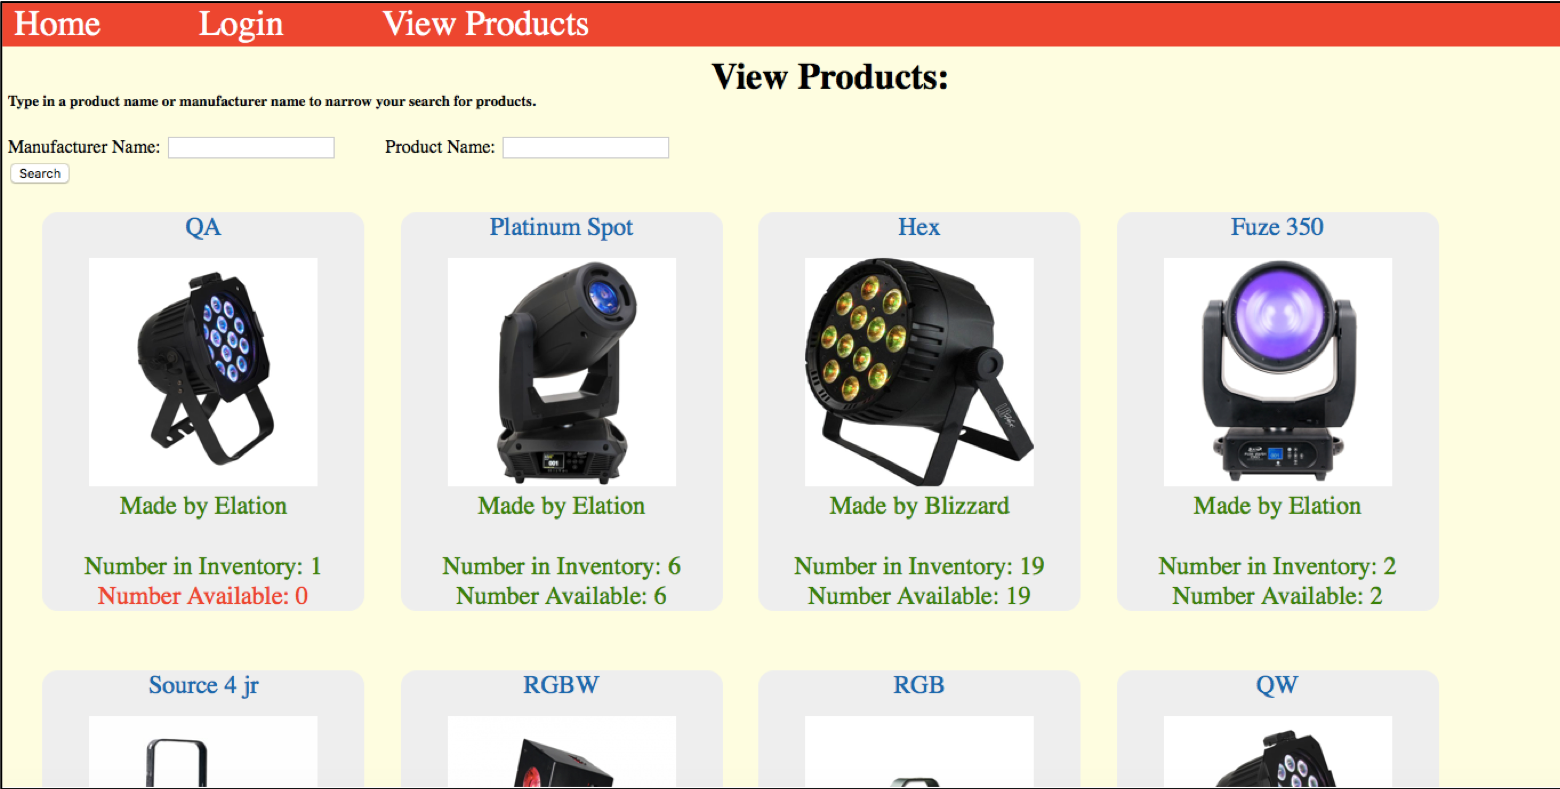 Home Login View Products
View Products:
Type in a product name or manufacturer name to narrow your search for products.
Manufacturer Name: Product Name:
Search
QA
Made by Elation
Number in Inventory: 1
Number Available: 0
Platinum Spot
001
Made by Elation
Number in Inventory: 6
Number Available: 6
Hex
Made by Blizzard
Number in Inventory: 19
Number Available: 19
Fuze 350
Made by Elation
Number in Inventory: 2
Number Available: 2
Source 4 jr
RGBW
RGB
QW